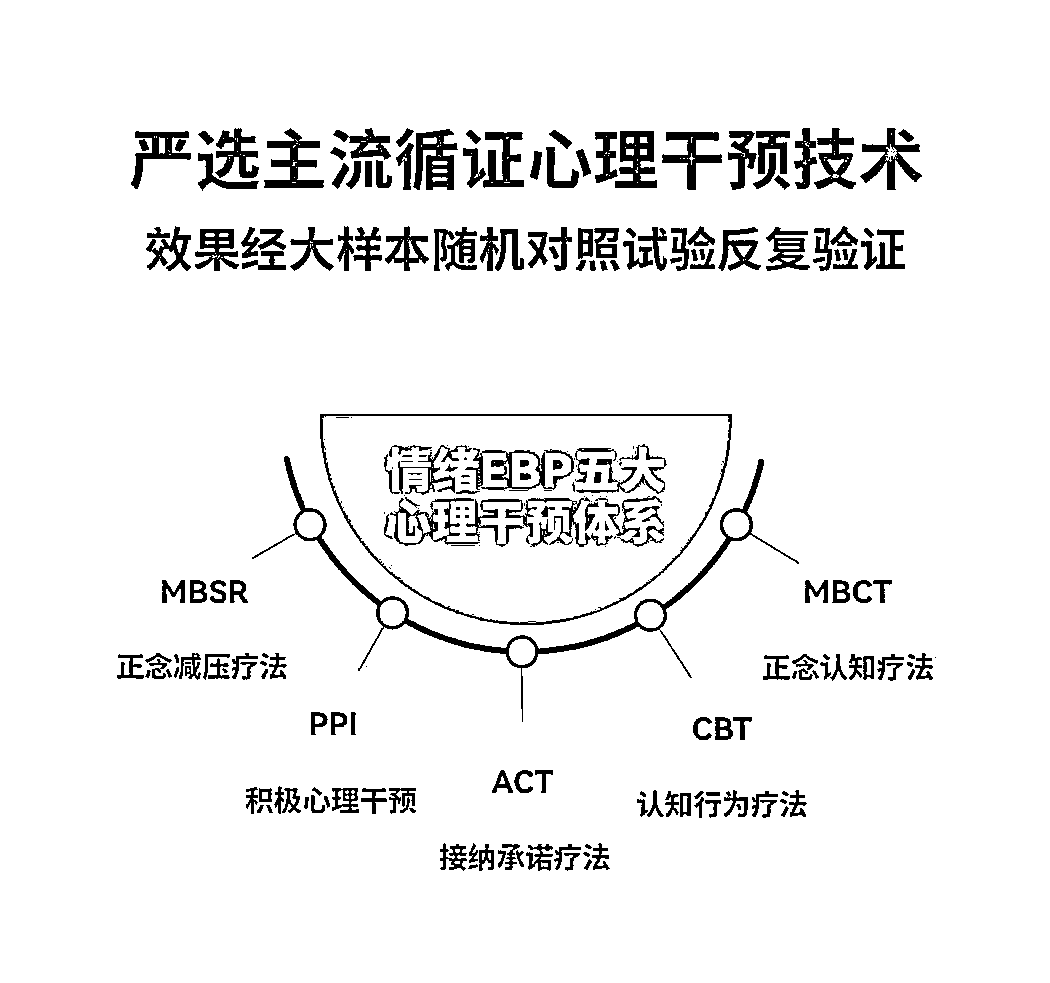 严选主流循证心理干预技术
效果经大样本随机对照试验反复验证
情绪EBP五大
心理干预体系
MBSR
正念减压疗法
PPI
积极心理干预
ACT
接纳承诺疗法
CBT
认知行为疗法
MBCT
正念认知疗法